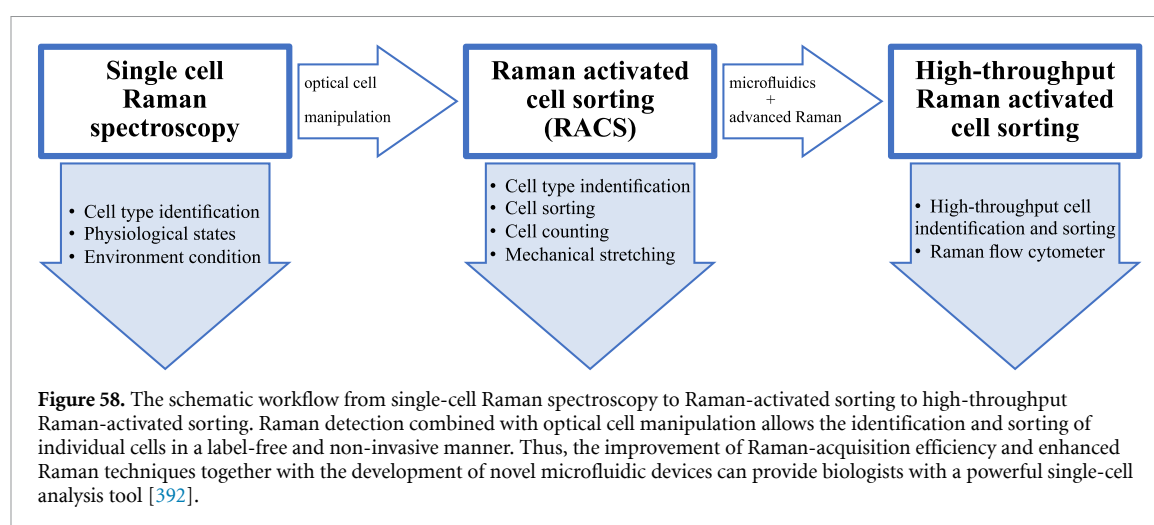 Single cell
Raman
spectroscopy
optical cell
manipulation
Raman activated
cell sorting
(RACS)
microfluidics
+
advanced Raman
High-throughput
Raman activated
cell sorting
• Cell type identification
• Physiological states
• Environment condition
• Cell type indentification
• Cell sorting
• Cell counting
• Mechanical stretching
• High-throughput cell
indentification and sorting
• Raman flow cytometer
Figure 58. The schematic workflow from single-cell Raman spectroscopy to Raman-activated sorting to high-throughput
Raman-activated sorting. Raman detection combined with optical cell manipulation allows the identification and sorting of
individual cells in a label-free and non-invasive manner. Thus, the improvement of Raman-acquisition efficiency and enhanced
Raman techniques together with the development of novel microfluidic devices can provide biologists with a powerful single-cell
analysis tool [392].